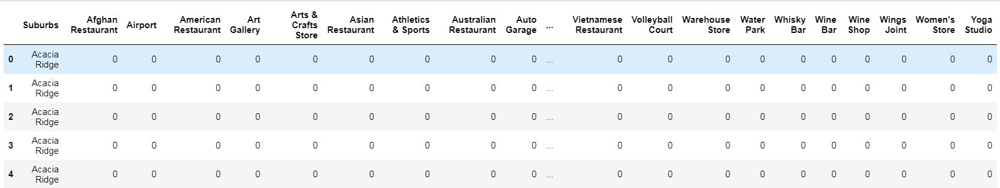 Suburbs Afghan Restaurant Airport American Restaurant Art Gallery Arts & Crafts Store Asian Restaurant Athletics & Sports Australian Restaurant Auto Garage ... Vietnamese Restaurant Volleyball Court Warehouse Store Water Park Whisky Bar Wine Bar Wine Shop Wings Joint Women's Store Yoga Studio
0 Acacia Ridge 0 0 0 0 0 0 0 0 0 ... 0 0 0 0 0 0 0 0 0 0
1 Acacia Ridge 0 0 0 0 0 0 0 0 0 ... 0 0 0 0 0 0 0 0 0 0
2 Acacia Ridge 0 0 0 0 0 0 0 0 0 ... 0 0 0 0 0 0 0 0 0 0
3 Acacia Ridge 0 0 0 0 0 0 0 0 0 ... 0 0 0 0 0 0 0 0 0 0
4 Acacia Ridge 0 0 0 0 0 0 0 0 0 ... 0 0 0 0 0 0 0 0 0 0